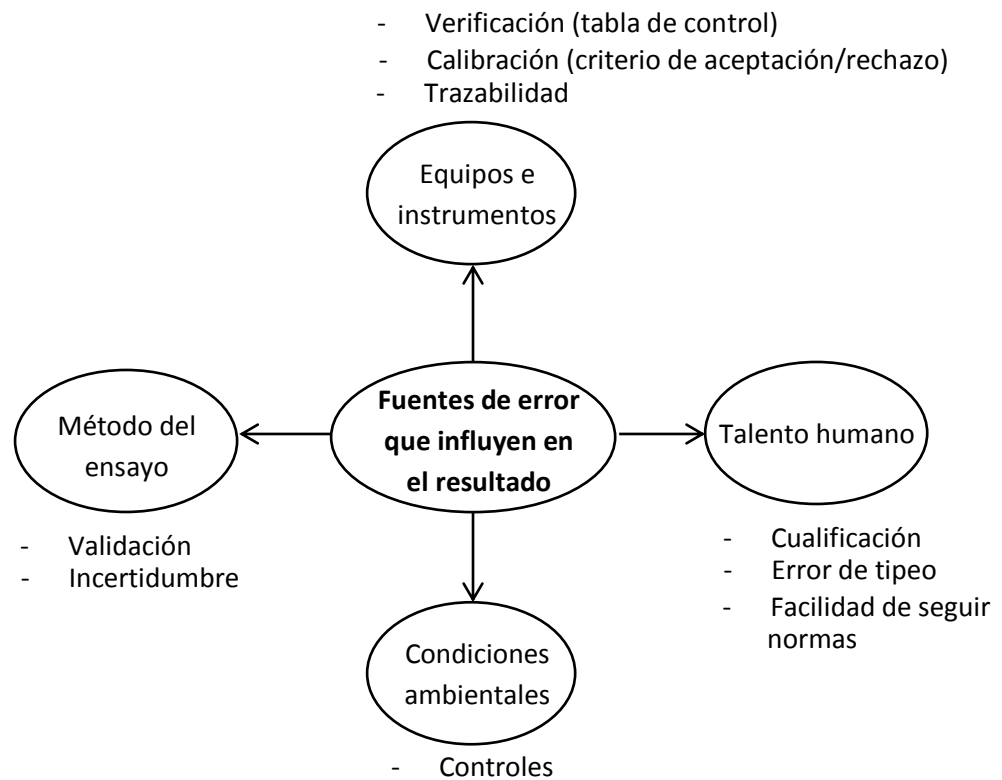 - Verificación (tabla de control)
- Calibración (criterio de aceptación/rechazo)
- Trazabilidad
Equipos e
instrumentos
Fuentes de error
que influyen en
el resultado
Método del
ensayo
- Validación
- Incertidumbre
Talento humano
- Cualificación
- Error de tipeo
- Facilidad de seguir
normas
Condiciones
ambientales
- Controles